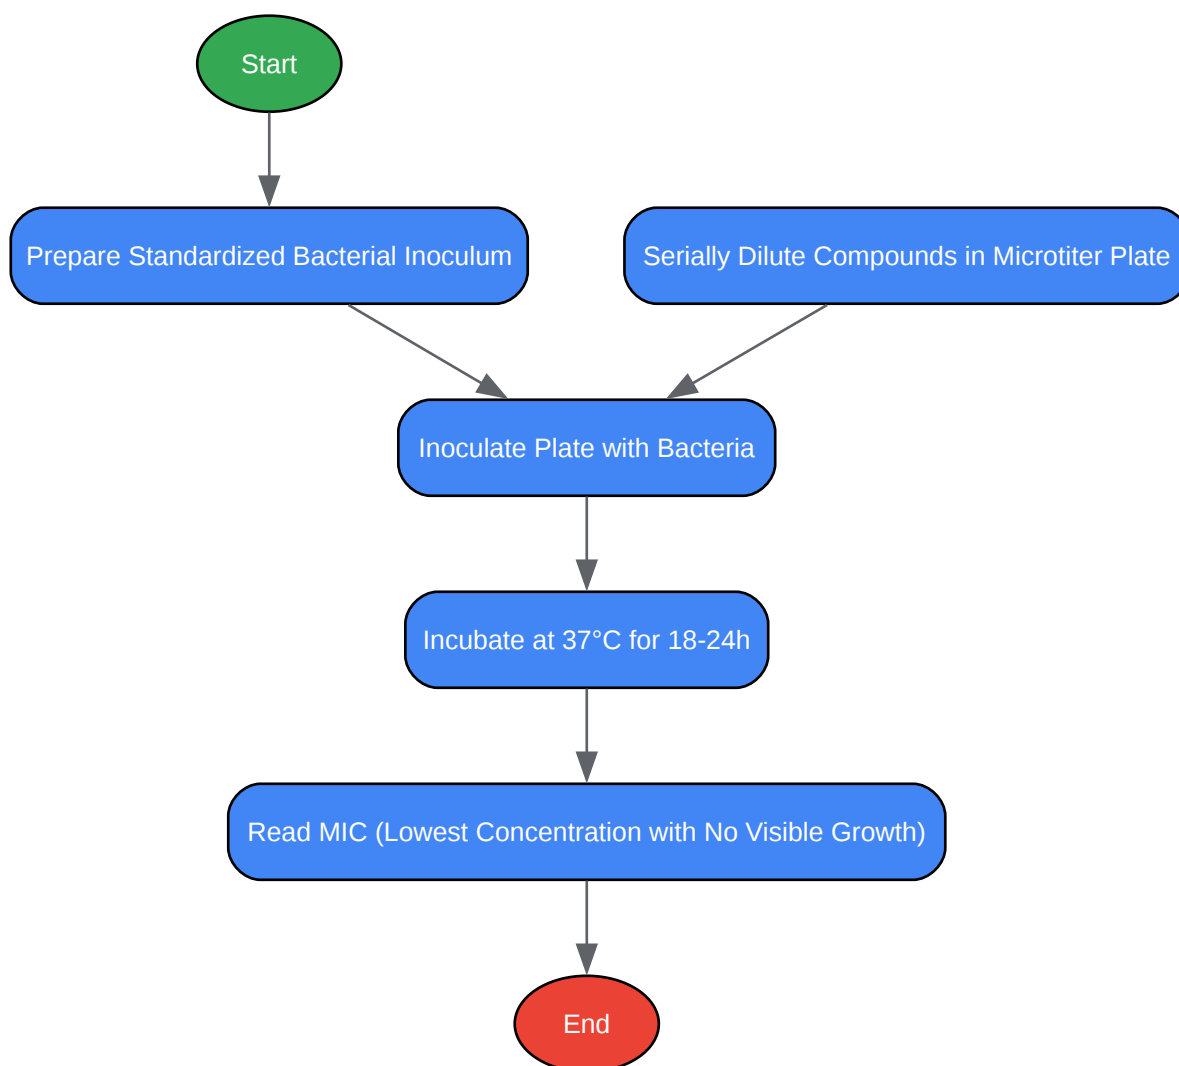 Start
Prepare Standardized Bacterial Inoculum
Serially Dilute Compounds in Microtiter Plate
Inoculate Plate with Bacteria
Incubate at 37°C for 18-24h
Read MIC (Lowest Concentration with No Visible Growth)
End